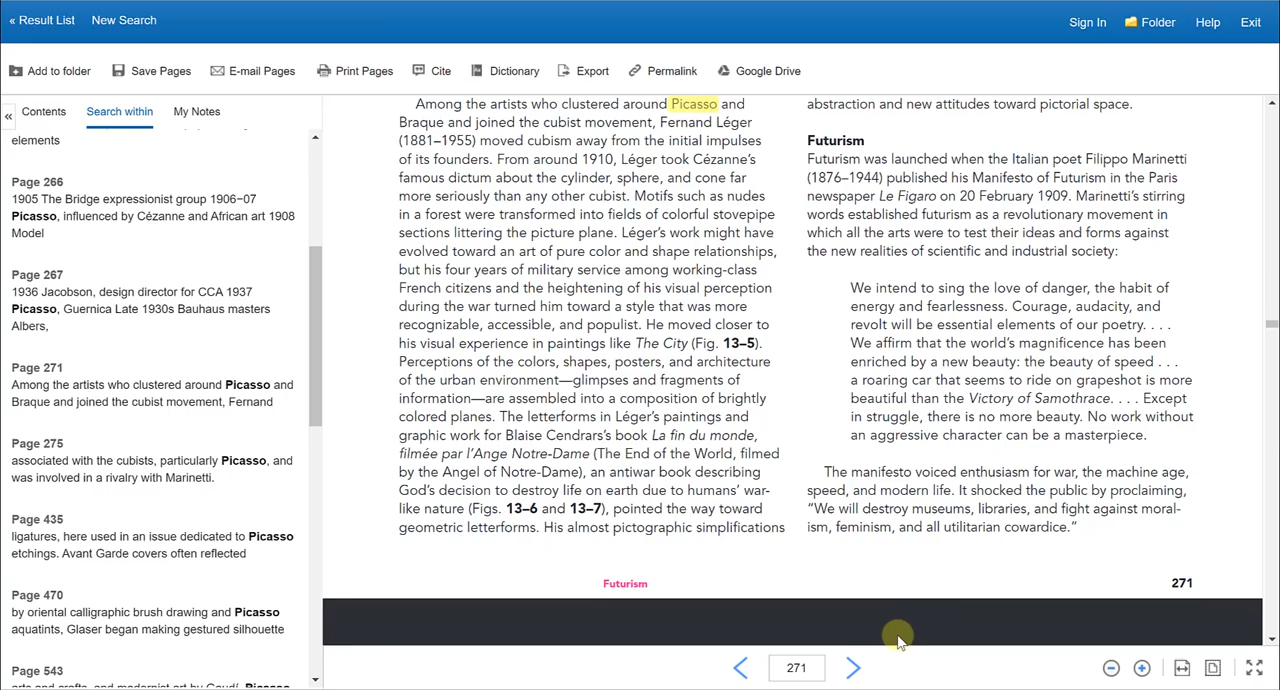 « Result List New Search Sign In Folder Help Exit
Add to folder Save Pages E-mail Pages Print Pages Cite Dictionary Export Permalink Google Drive
« Contents Search within My Notes
elements
Page 266
1905 The Bridge expressionist group 1906–07
Picasso, influenced by Cézanne and African art 1908
Model
Page 267
1936 Jacobson, design director for CCA 1937
Picasso, Guernica Late 1930s Bauhaus masters
Albers,
Page 271
Among the artists who clustered around Picasso and
Braque and joined the cubist movement, Fernand
Page 275
associated with the cubists, particularly Picasso, and
was involved in a rivalry with Marinetti.
Page 435
ligatures, here used in an issue dedicated to Picasso
etchings. Avant Garde covers often reflected
Page 470
by oriental calligraphic brush drawing and Picasso
aquatints, Glaser began making gestured silhouette
Page 543
arts and crafts, and modernist art by Gaudí, Picasso
Among the artists who clustered around Picasso and
Braque and joined the cubist movement, Fernand Léger
(1881–1955) moved cubism away from the initial impulses
of its founders. From around 1910, Léger took Cézanne's
famous dictum about the cylinder, sphere, and cone far
more seriously than any other cubist. Motifs such as nudes
in a forest were transformed into fields of colorful stovepipe
sections littering the picture plane. Léger's work might have
evolved toward an art of pure color and shape relationships,
but his four years of military service among working-class
French citizens and the heightening of his visual perception
during the war turned him toward a style that was more
recognizable, accessible, and populist. He moved closer to
his visual experience in paintings like The City (Fig. 13–5).
Perceptions of the colors, shapes, posters, and architecture
of the urban environment—glimpses and fragments of
information—are assembled into a composition of brightly
colored planes. The letterforms in Léger's paintings and
graphic work for Blaise Cendrars's book La fin du monde,
filmée par l'Ange Notre-Dame (The End of the World, filmed
by the Angel of Notre-Dame), an antiwar book describing
God's decision to destroy life on earth due to humans' war-
like nature (Figs. 13–6 and 13–7), pointed the way toward
geometric letterforms. His almost pictographic simplifications
abstraction and new attitudes toward pictorial space.
Futurism
Futurism was launched when the Italian poet Filippo Marinetti
(1876–1944) published his Manifesto of Futurism in the Paris
newspaper Le Figaro on 20 February 1909. Marinetti's stirring
words established futurism as a revolutionary movement in
which all the arts were to test their ideas and forms against
the new realities of scientific and industrial society:
We intend to sing the love of danger, the habit of
energy and fearlessness. Courage, audacity, and
revolt will be essential elements of our poetry. . . .
We affirm that the world's magnificence has been
enriched by a new beauty: the beauty of speed . . .
a roaring car that seems to ride on grapeshot is more
beautiful than the Victory of Samothrace. . . . Except
in struggle, there is no more beauty. No work without
an aggressive character can be a masterpiece.
The manifesto voiced enthusiasm for war, the machine age,
speed, and modern life. It shocked the public by proclaiming,
"We will destroy museums, libraries, and fight against moral-
ism, feminism, and all utilitarian cowardice."
Futurism 271
271